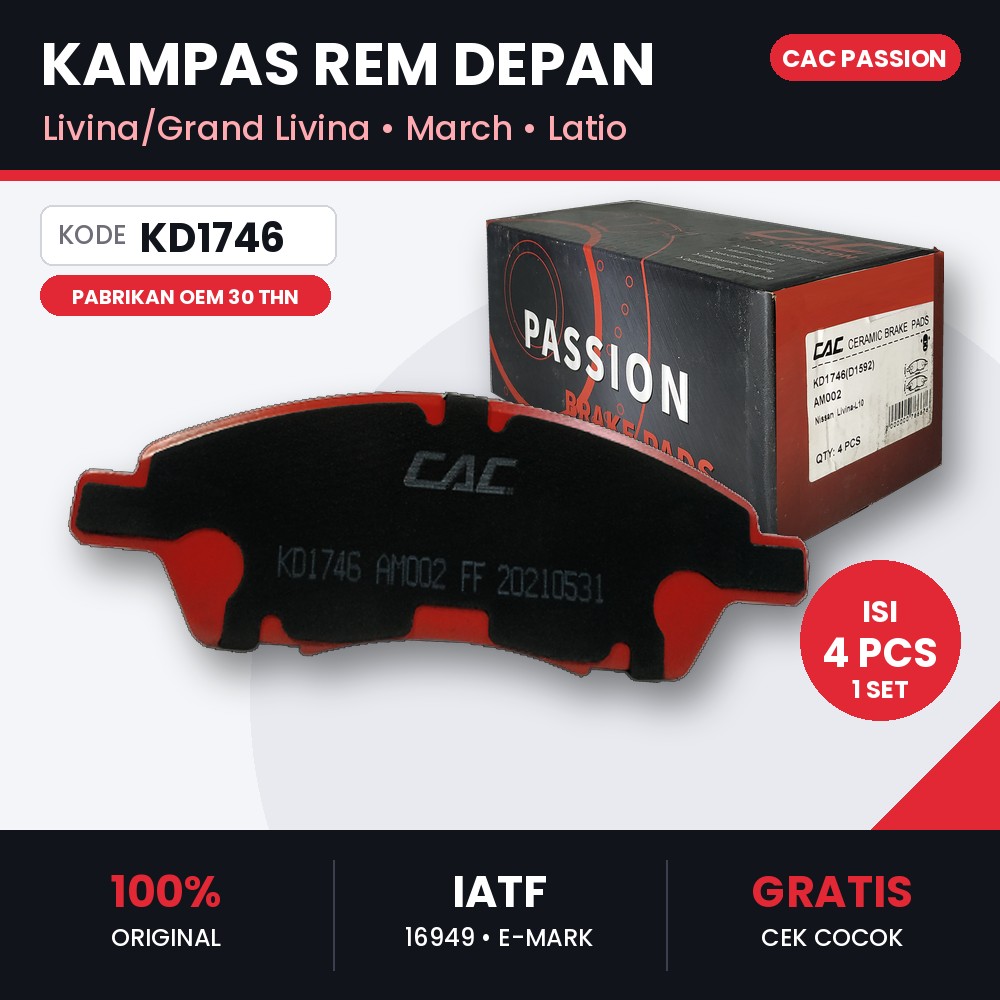 KAMPAS REM DEPAN
CAC PASSION
Livina/Grand Livina • March • Latio
KODE KD1746
PABRIKAN OEM 30 THN
CAC
PASSION
BRAKE PADS
CAC CERAMIC BRAKE PADS
KD1746(D1592)
AM002
Nissan Livina-L10
QTY: 4 PCS
CAC
KD1746 AM002 FF 20210531
ISI
4 PCS
1 SET
100%
ORIGINAL
IATF
16949 • E-MARK
GRATIS
CEK COCOK